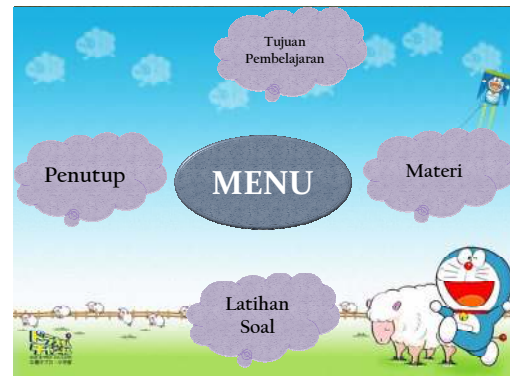 Tujuan
Pembelajaran
Penutup
MENU
Materi
Latihan
Soal